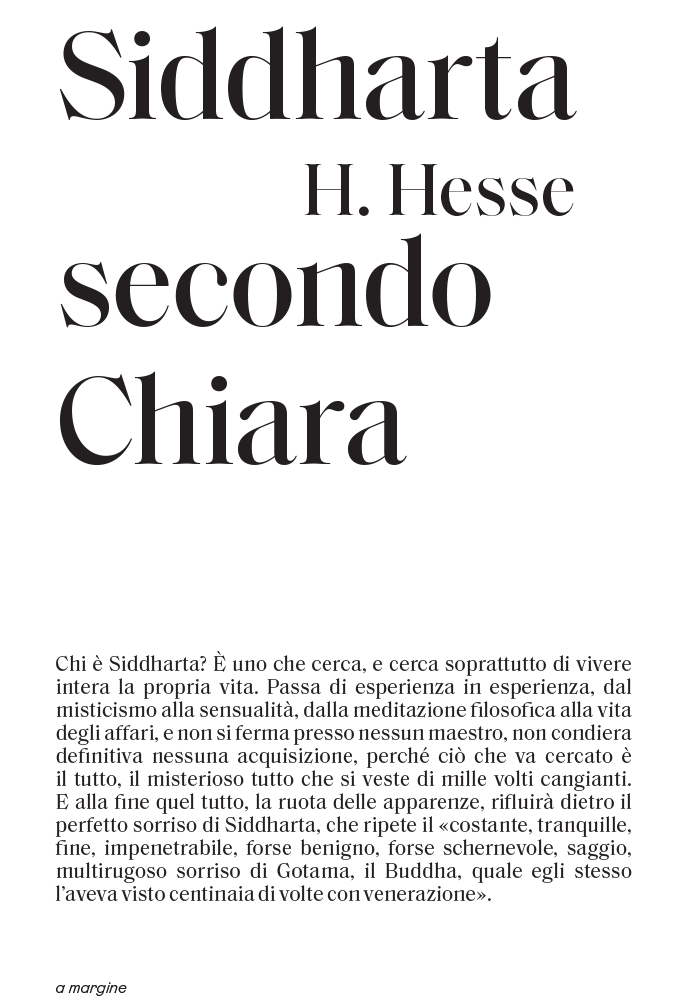 Siddharta
H. Hesse
secondo
Chiara
Chi è Siddharta? È uno che cerca, e cerca soprattutto di vivere
intera la propria vita. Passa di esperienza in esperienza, dal
misticismo alla sensualità, dalla meditazione filosofica alla vita
degli affari, e non si ferma presso nessun maestro, non condiera
definitiva nessuna acquisizione, perché ciò che va cercato è
il tutto, il misterioso tutto che si veste di mille volti cangianti.
E alla fine quel tutto, la ruota delle apparenze, rifluirà dietro il
perfetto sorriso di Siddharta, che ripete il «costante, tranquille,
fine, impenetrabile, forse benigno, forse schernevole, saggio,
multirugoso sorriso di Gotama, il Buddha, quale egli stesso
l’aveva visto centinaia di volte con venerazione».
a margine